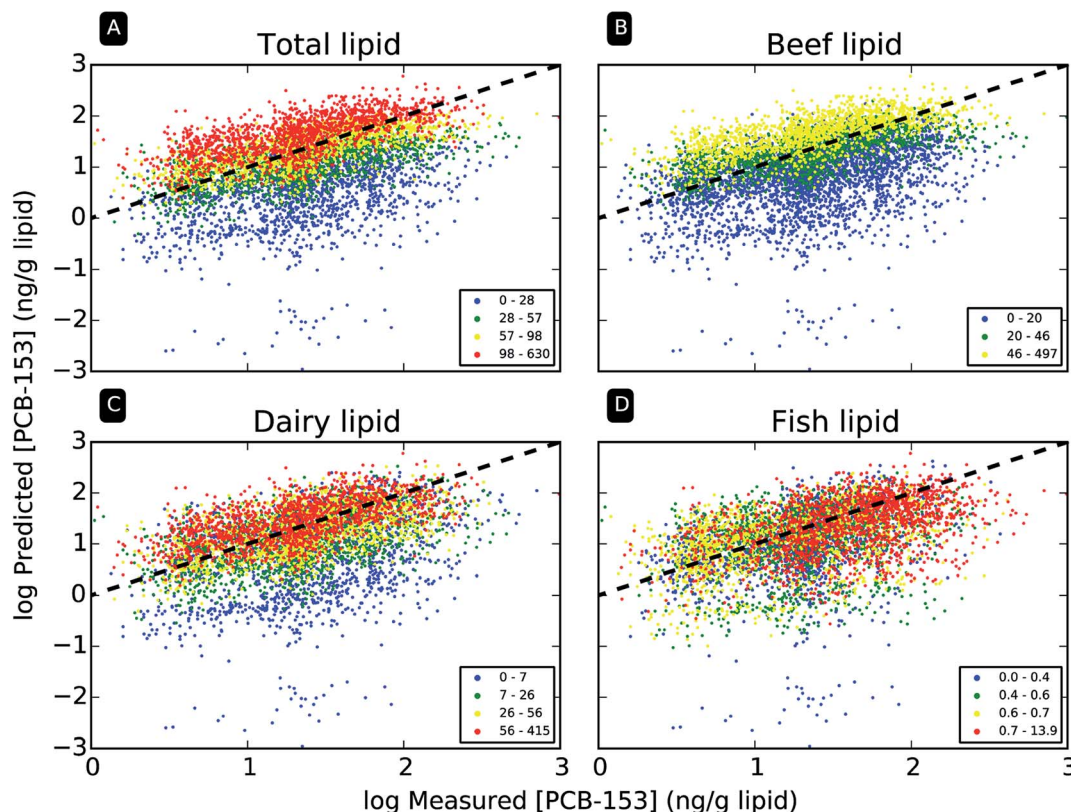 A
Total lipid
B
Beef lipid
3
2
1
0
−1
−2
−3
0 - 28
28 - 57
57 - 98
98 - 630
0 - 20
20 - 46
46 - 497
log Predicted [PCB-153] (ng/g lipid)
C
Dairy lipid
D
Fish lipid
3
2
1
0
−1
−2
−3
0 - 7
7 - 26
26 - 56
56 - 415
0.0 - 0.4
0.4 - 0.6
0.6 - 0.7
0.7 - 13.9
0 1 2 3
0 1 2 3
log Measured [PCB-153] (ng/g lipid)